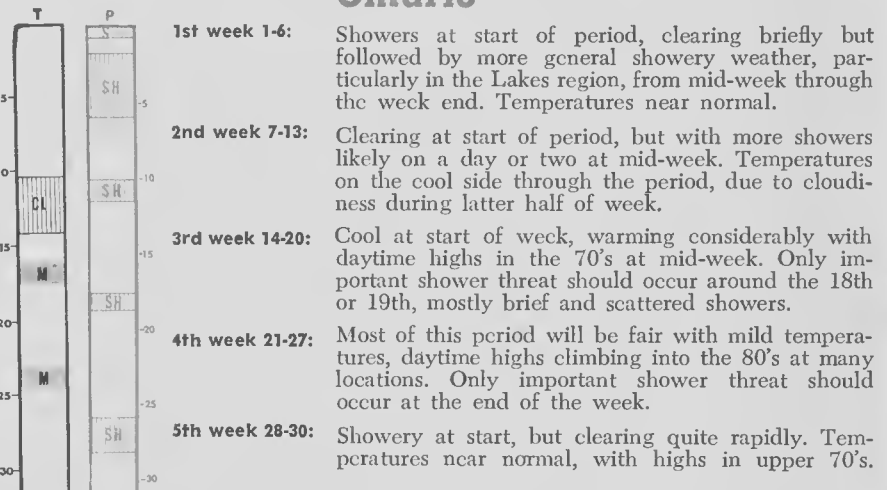 Ontario
T P
S
1st week 1-6: Showers at start of period, clearing briefly but
followed by more general showery weather, par-
ticularly in the Lakes region, from mid-week through
the week end. Temperatures near normal.
SH
5 -5
2nd week 7-13: Clearing at start of period, but with more showers
likely on a day or two at mid-week. Temperatures
on the cool side through the period, due to cloudi-
ness during latter half of week.
0 -10
SH
CL
3rd week 14-20: Cool at start of week, warming considerably with
daytime highs in the 70's at mid-week. Only im-
portant shower threat should occur around the 18th
or 19th, mostly brief and scattered showers.
15 -15
M
SH
20 -20
4th week 21-27: Most of this period will be fair with mild tempera-
tures, daytime highs climbing into the 80's at many
locations. Only important shower threat should
occur at the end of the week.
M
25 -25
5th week 28-30: Showery at start, but clearing quite rapidly. Tem-
peratures near normal, with highs in upper 70's.
SH
30 -30